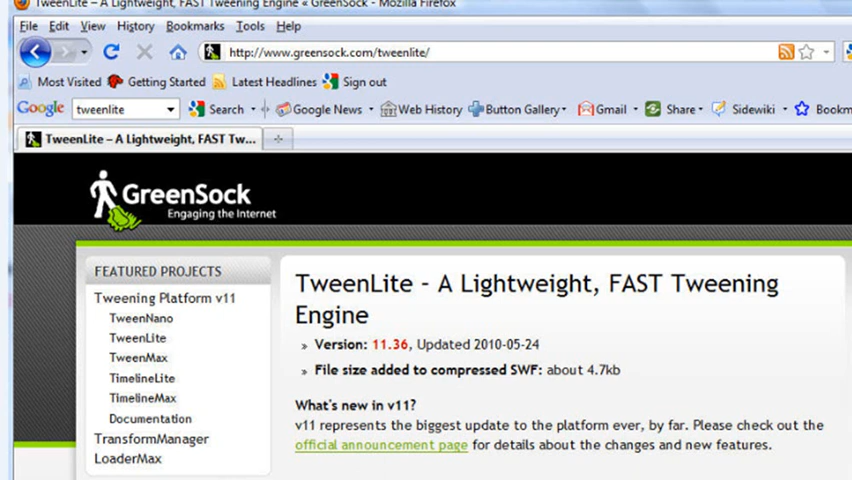 TweenLite – A Lightweight, FAST Tweening Engine « GreenSock - Mozilla Firefox
File Edit View History Bookmarks Tools Help
http://www.greensock.com/tweenlite/
Most Visited Getting Started Latest Headlines Sign out
Google tweenlite Search Google News Web History Button Gallery Gmail Share Sidewiki Bookm
TweenLite – A Lightweight, FAST Tw...
GreenSock
Engaging the Internet
FEATURED PROJECTS
Tweening Platform v11
TweenNano
TweenLite
TweenMax
TimelineLite
TimelineMax
Documentation
TransformManager
LoaderMax
TweenLite - A Lightweight, FAST Tweening
Engine
» Version: 11.36, Updated 2010-05-24
» File size added to compressed SWF: about 4.7kb
What's new in v11?
v11 represents the biggest update to the platform ever, by far. Please check out the
official announcement page for details about the changes and new features.